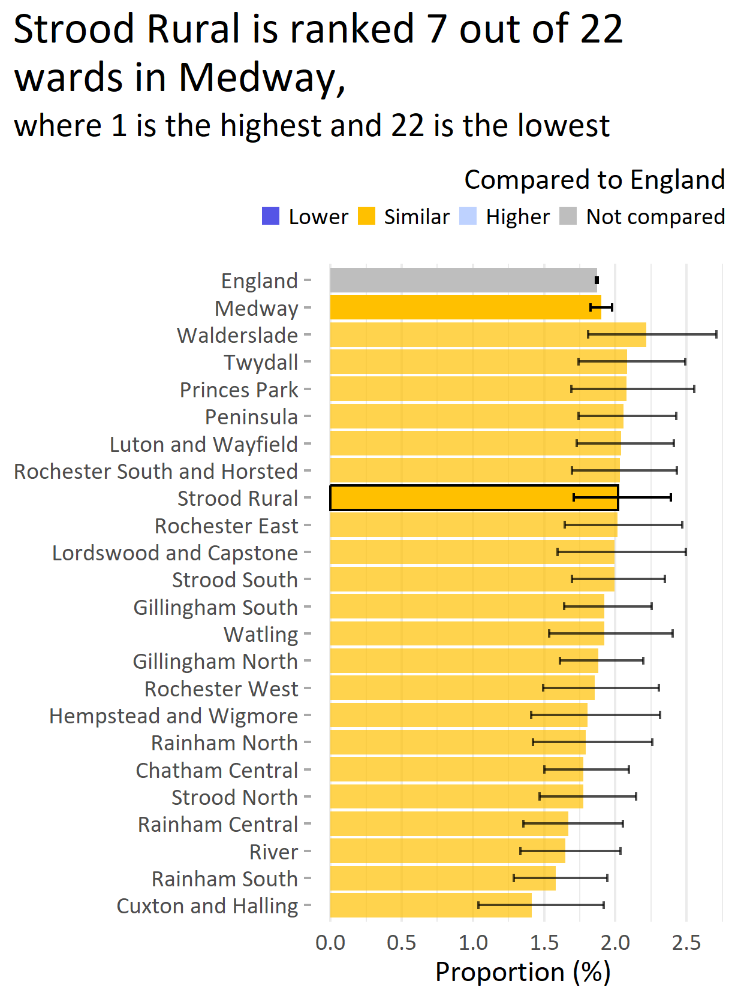 Strood Rural is ranked 7 out of 22
wards in Medway,
where 1 is the highest and 22 is the lowest
Compared to England
Lower Similar Higher Not compared
England
Medway
Walderslade
Twydall
Princes Park
Peninsula
Luton and Wayfield
Rochester South and Horsted
Strood Rural
Rochester East
Lordswood and Capstone
Strood South
Gillingham South
Watling
Gillingham North
Rochester West
Hempstead and Wigmore
Rainham North
Chatham Central
Strood North
Rainham Central
River
Rainham South
Cuxton and Halling
0.0 0.5 1.0 1.5 2.0 2.5
Proportion (%)